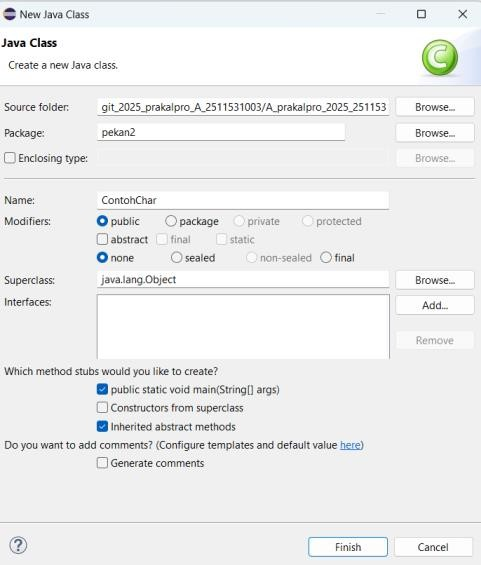 New Java Class
Java Class
Create a new Java class.
Source folder: git_2025_prakalpro_A_2511531003/A_prakalpro_2025_251153 Browse...
Package: pekan2 Browse...
Enclosing type: Browse...
Name: ContohChar
Modifiers: public package private protected
abstract final static
none sealed non-sealed final
Superclass: java.lang.Object Browse...
Interfaces: Add...
Remove
Which method stubs would you like to create?
public static void main(String[] args)
Constructors from superclass
Inherited abstract methods
Do you want to add comments? (Configure templates and default value here)
Generate comments
? Finish Cancel